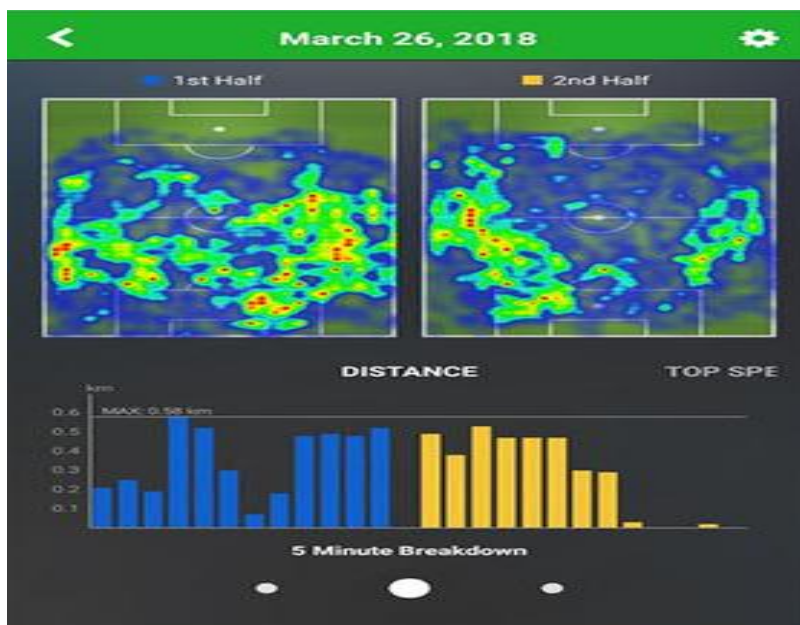 March 26, 2018
1st Half
2nd Half
DISTANCE
TOP SPE
km
0.6
MAX: 0.58 km
0.5
0.4
0.3
0.2
0.1
5 Minute Breakdown